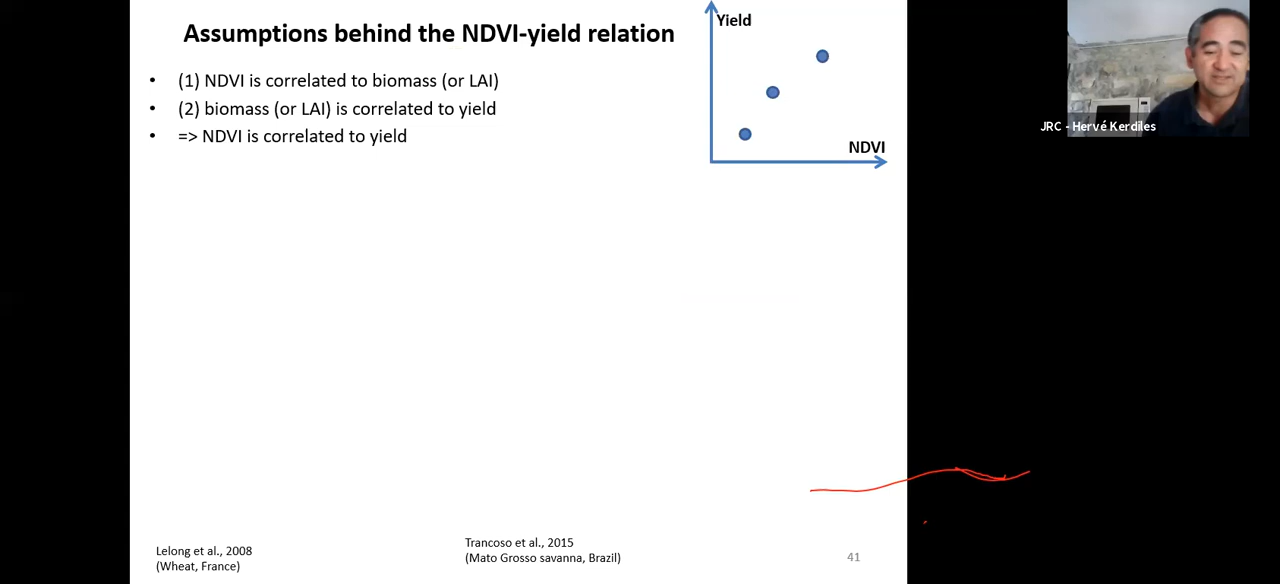 Assumptions behind the NDVI-yield relation
• (1) NDVI is correlated to biomass (or LAI)
• (2) biomass (or LAI) is correlated to yield
• => NDVI is correlated to yield
Yield
NDVI
JRC - Hervé Kerdiles
Lelong et al., 2008
(Wheat, France)
Trancoso et al., 2015
(Mato Grosso savanna, Brazil)
41